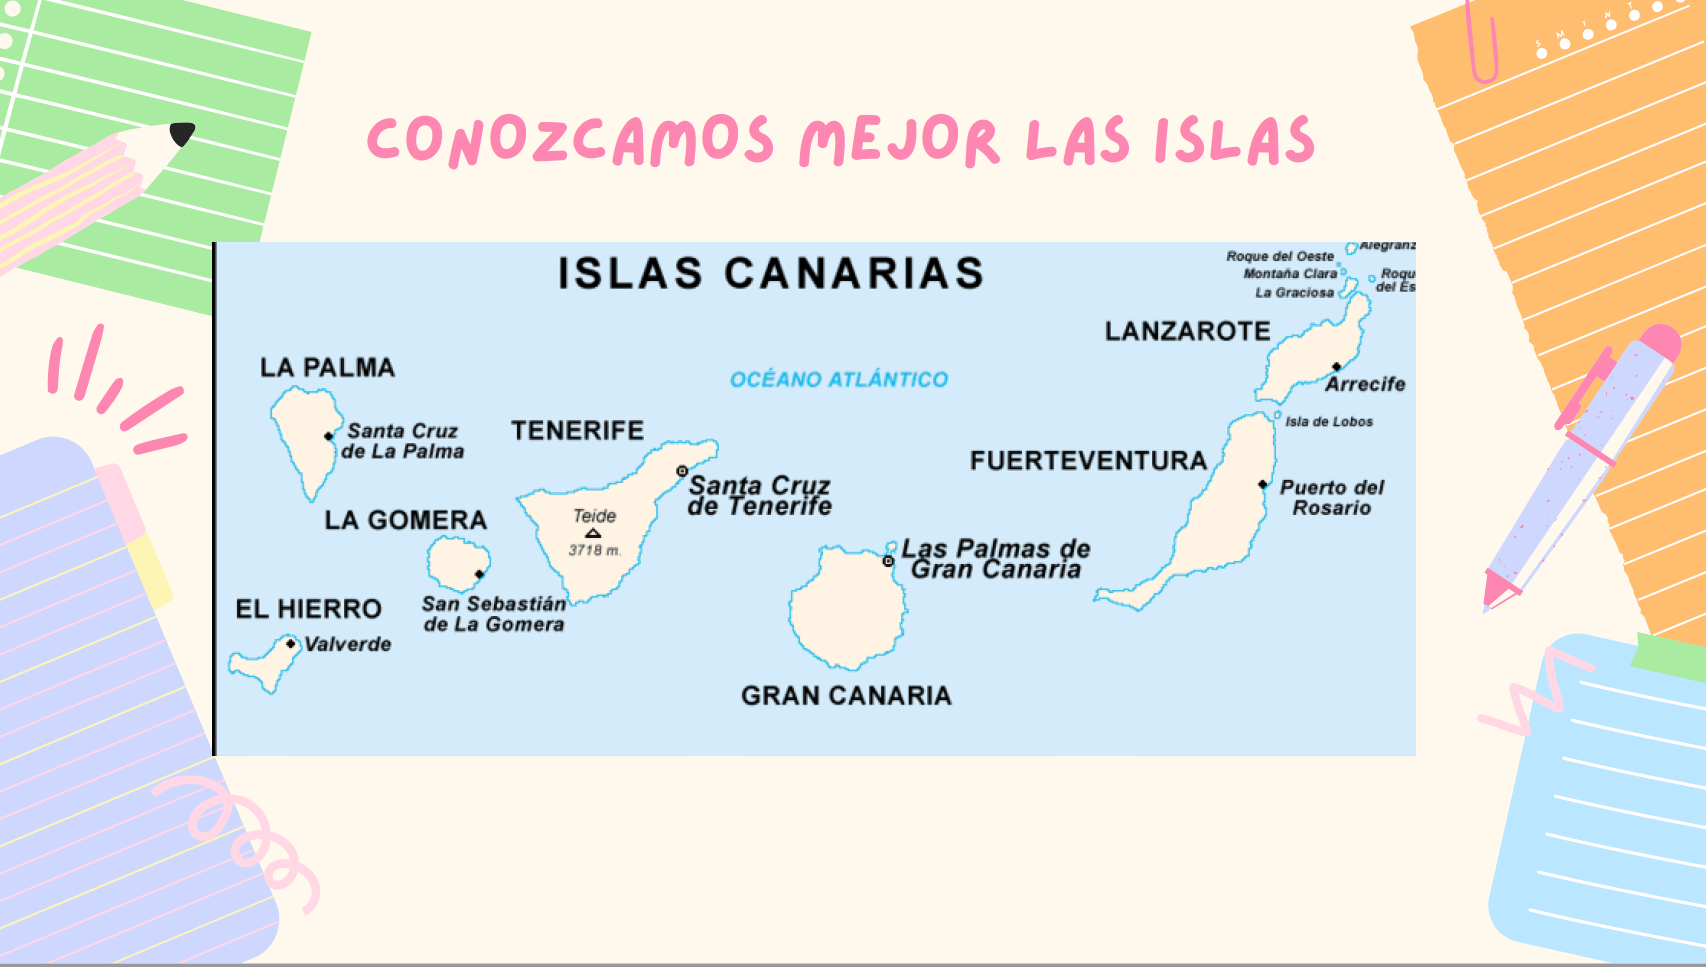 S M T N T
CONOZCAMOS MEJOR LAS ISLAS
ISLAS CANARIAS
Roque del Oeste
Montaña Clara
La Graciosa
LANZAROTE
Arrecife
Isla de Lobos
LA PALMA
Santa Cruz
de La Palma
OCÉANO ATLÁNTICO
TENERIFE
Santa Cruz
de Tenerife
Teide
3718 m.
FUERTEVENTURA
Puerto del
Rosario
LA GOMERA
San Sebastián
de La Gomera
Las Palmas de
Gran Canaria
EL HIERRO
Valverde
GRAN CANARIA